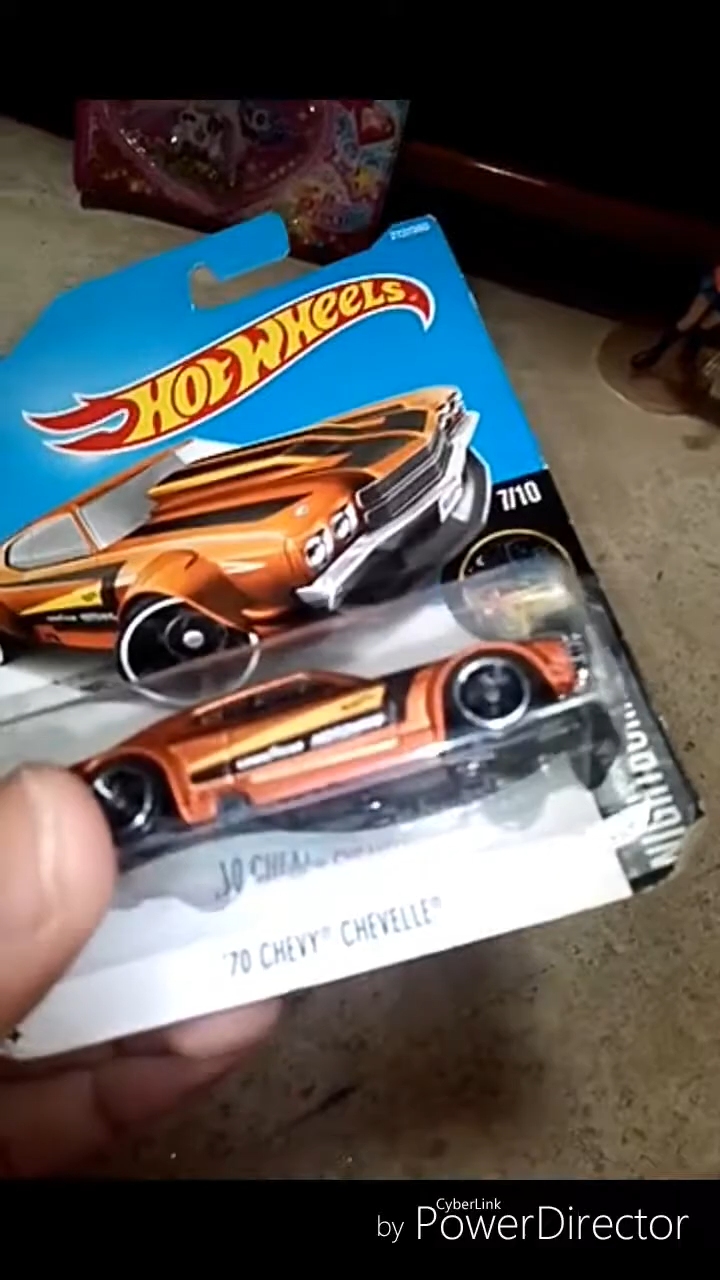 HOT WHEELS
7/10
'70 CHEVY® CHEVELLE®
CyberLink
by PowerDirector